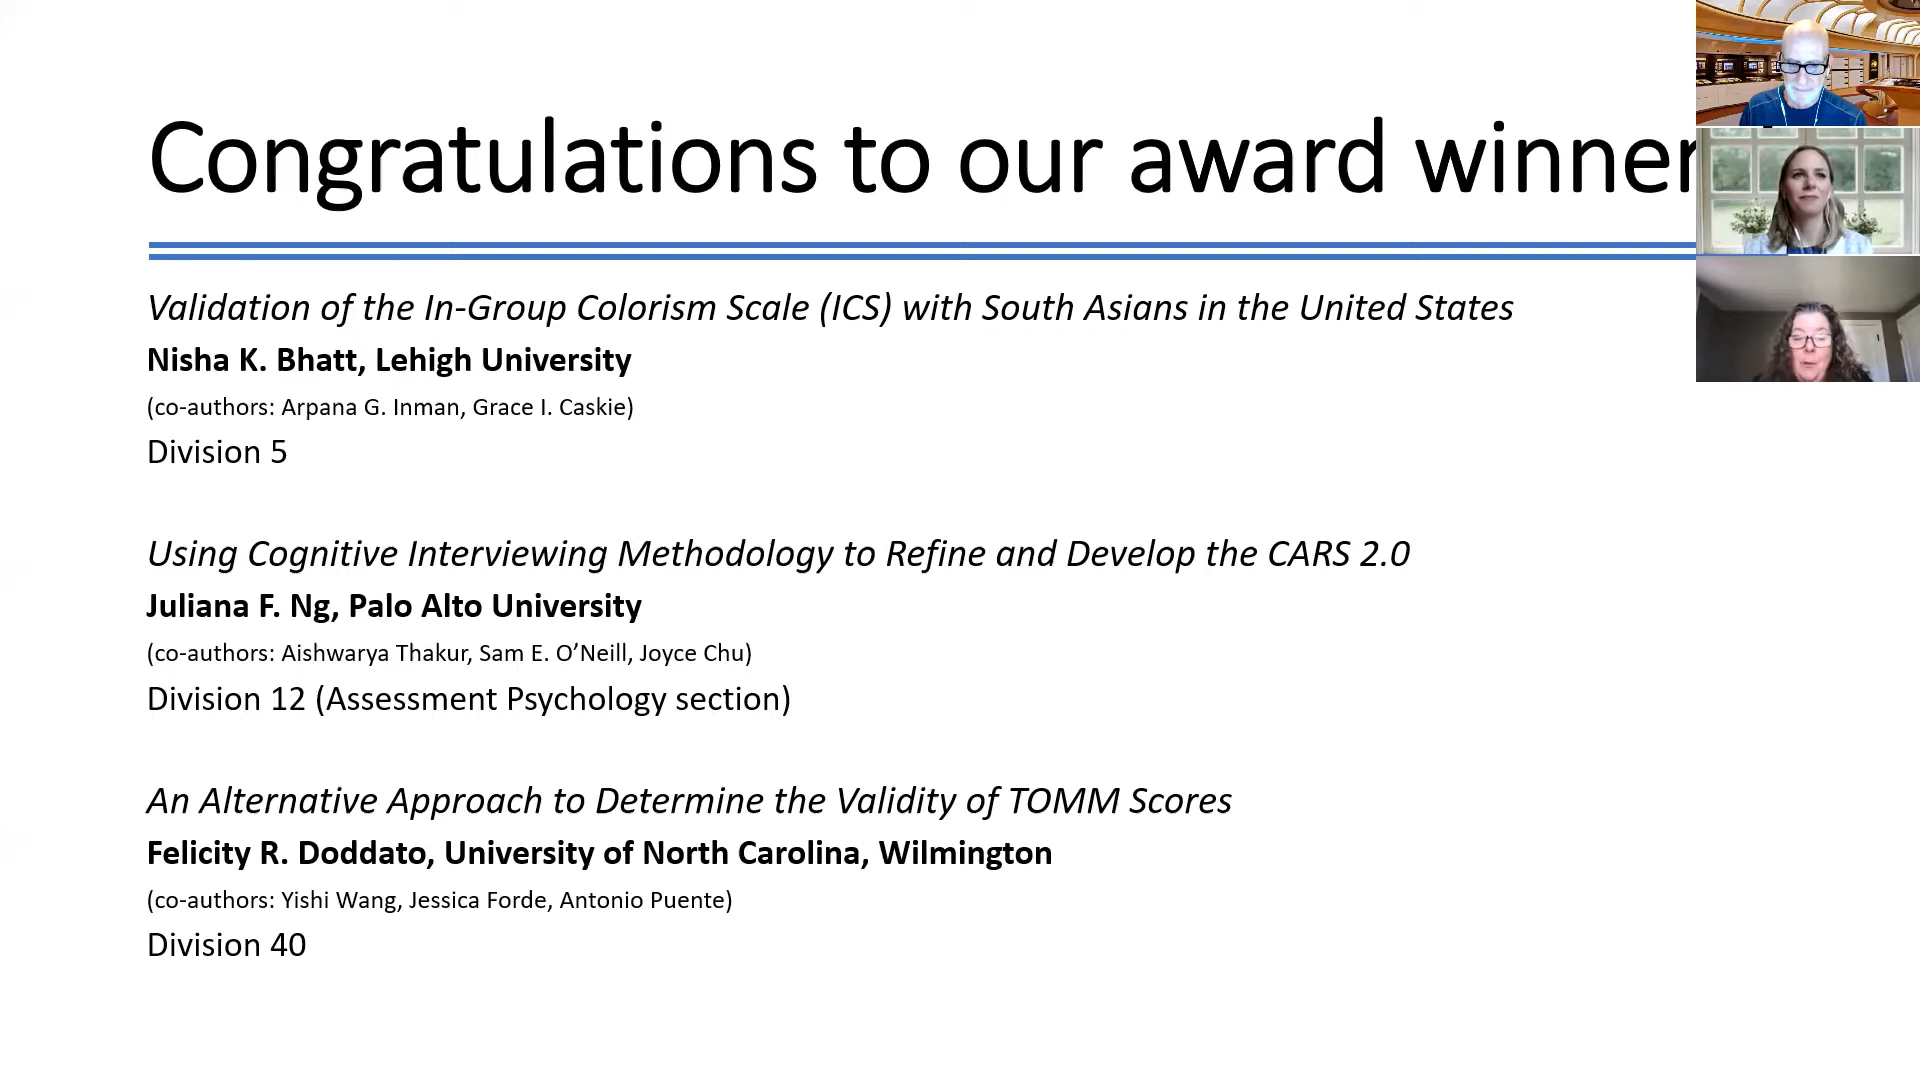 Congratulations to our award winner
Validation of the In-Group Colorism Scale (ICS) with South Asians in the United States
Nisha K. Bhatt, Lehigh University
(co-authors: Arpana G. Inman, Grace I. Caskie)
Division 5
Using Cognitive Interviewing Methodology to Refine and Develop the CARS 2.0
Juliana F. Ng, Palo Alto University
(co-authors: Aishwarya Thakur, Sam E. O’Neill, Joyce Chu)
Division 12 (Assessment Psychology section)
An Alternative Approach to Determine the Validity of TOMM Scores
Felicity R. Doddato, University of North Carolina, Wilmington
(co-authors: Yishi Wang, Jessica Forde, Antonio Puente)
Division 40